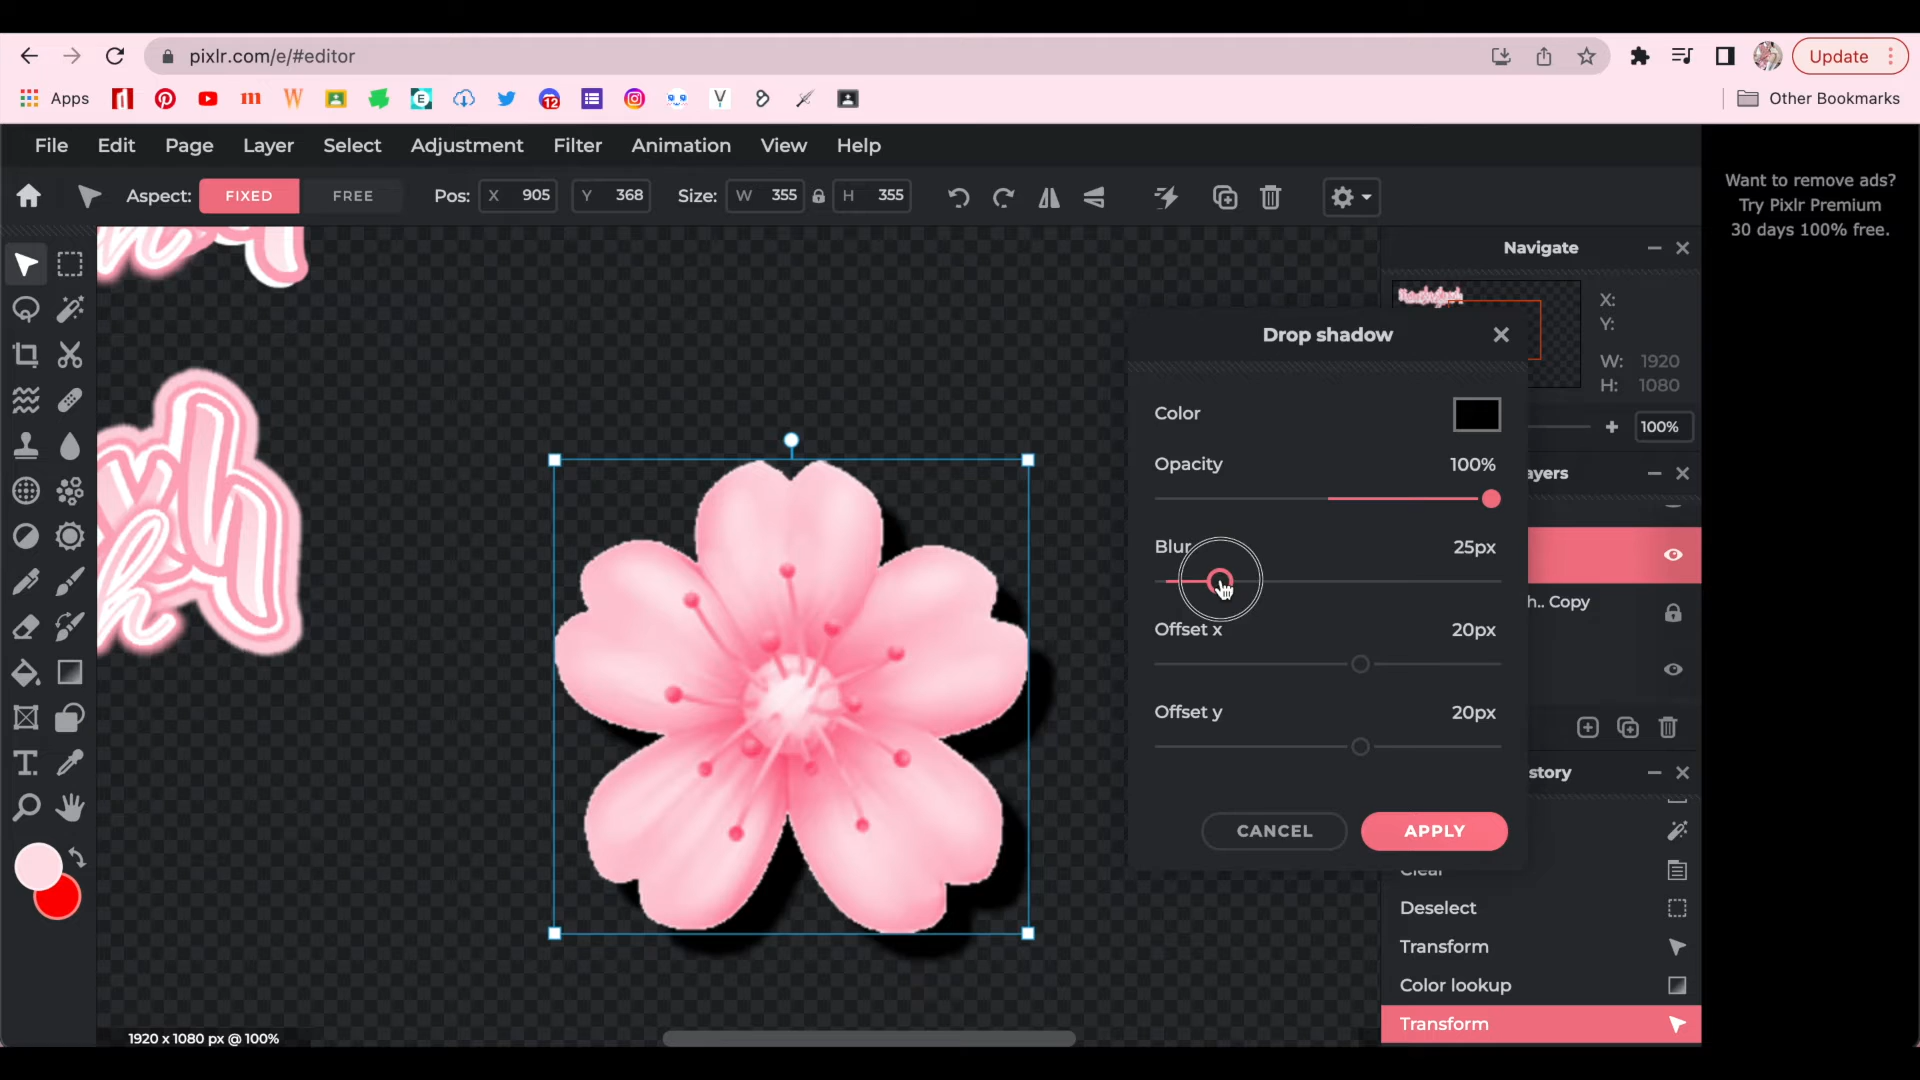 pixlr.com/e/#editor
Update
Apps
m
W
E
12
V
Other Bookmarks
File Edit Page Layer Select Adjustment Filter Animation View Help
Aspect: FIXED FREE Pos: X 905 Y 368 Size: W 355 H 355
Want to remove ads?
Try Pixlr Premium
30 days 100% free.
Navigate
X:
Y:
W: 1920
H: 1080
100%
Drop shadow
Color
Opacity 100%
Blur 25px
Offset x 20px
Offset y 20px
CANCEL APPLY
ayers
h.. Copy
story
Clear
Deselect
Transform
Color lookup
Transform
1920 x 1080 px @ 100%